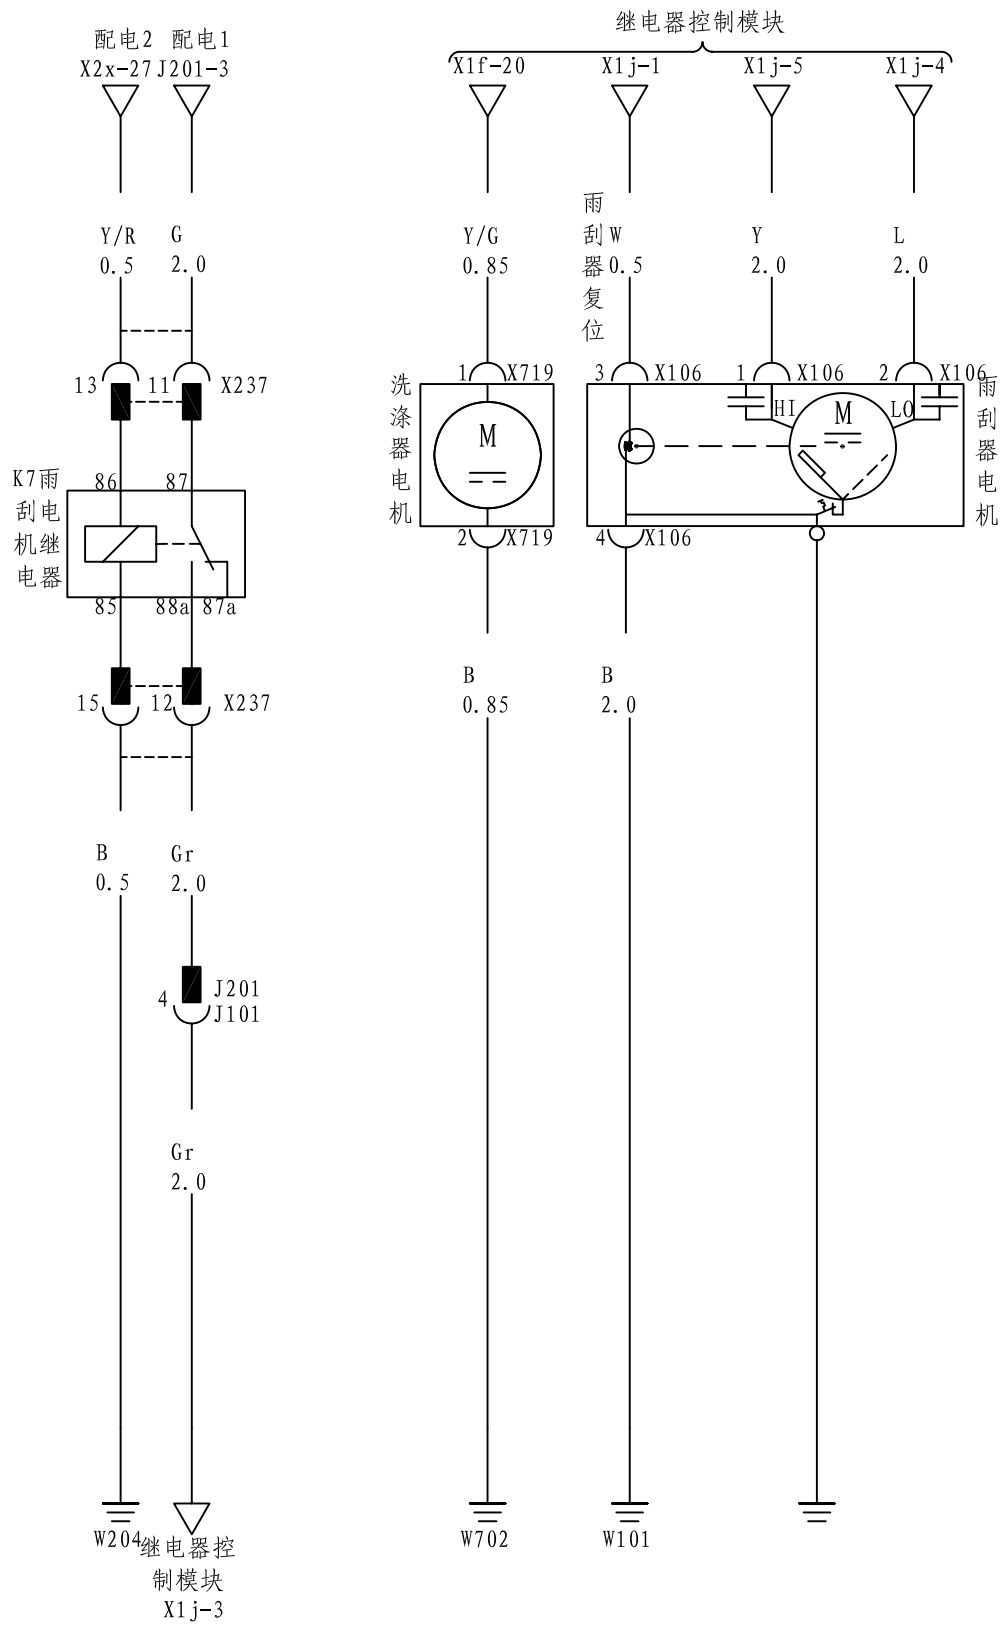 继电器控制模块
配电2 配电1
X2x-27 J201-3
X1f-20 X1j-1 X1j-5 X1j-4
雨刮器复位
Y/R G Y/G W Y L
0.5 2.0 0.85 0.5 2.0 2.0
13 11 X237
1 X719 3 X106 1 X106 2 X106
洗涤器电机
M
HI M LO
雨刮器电机
K7雨
刮电
机继
电器
86 87
2 X719 4 X106
85 88a 87a
B B
0.85 2.0
15 12 X237
B Gr
0.5 2.0
4 J201
J101
Gr
2.0
W204 W702 W101
继电器控
制模块
X1j-3